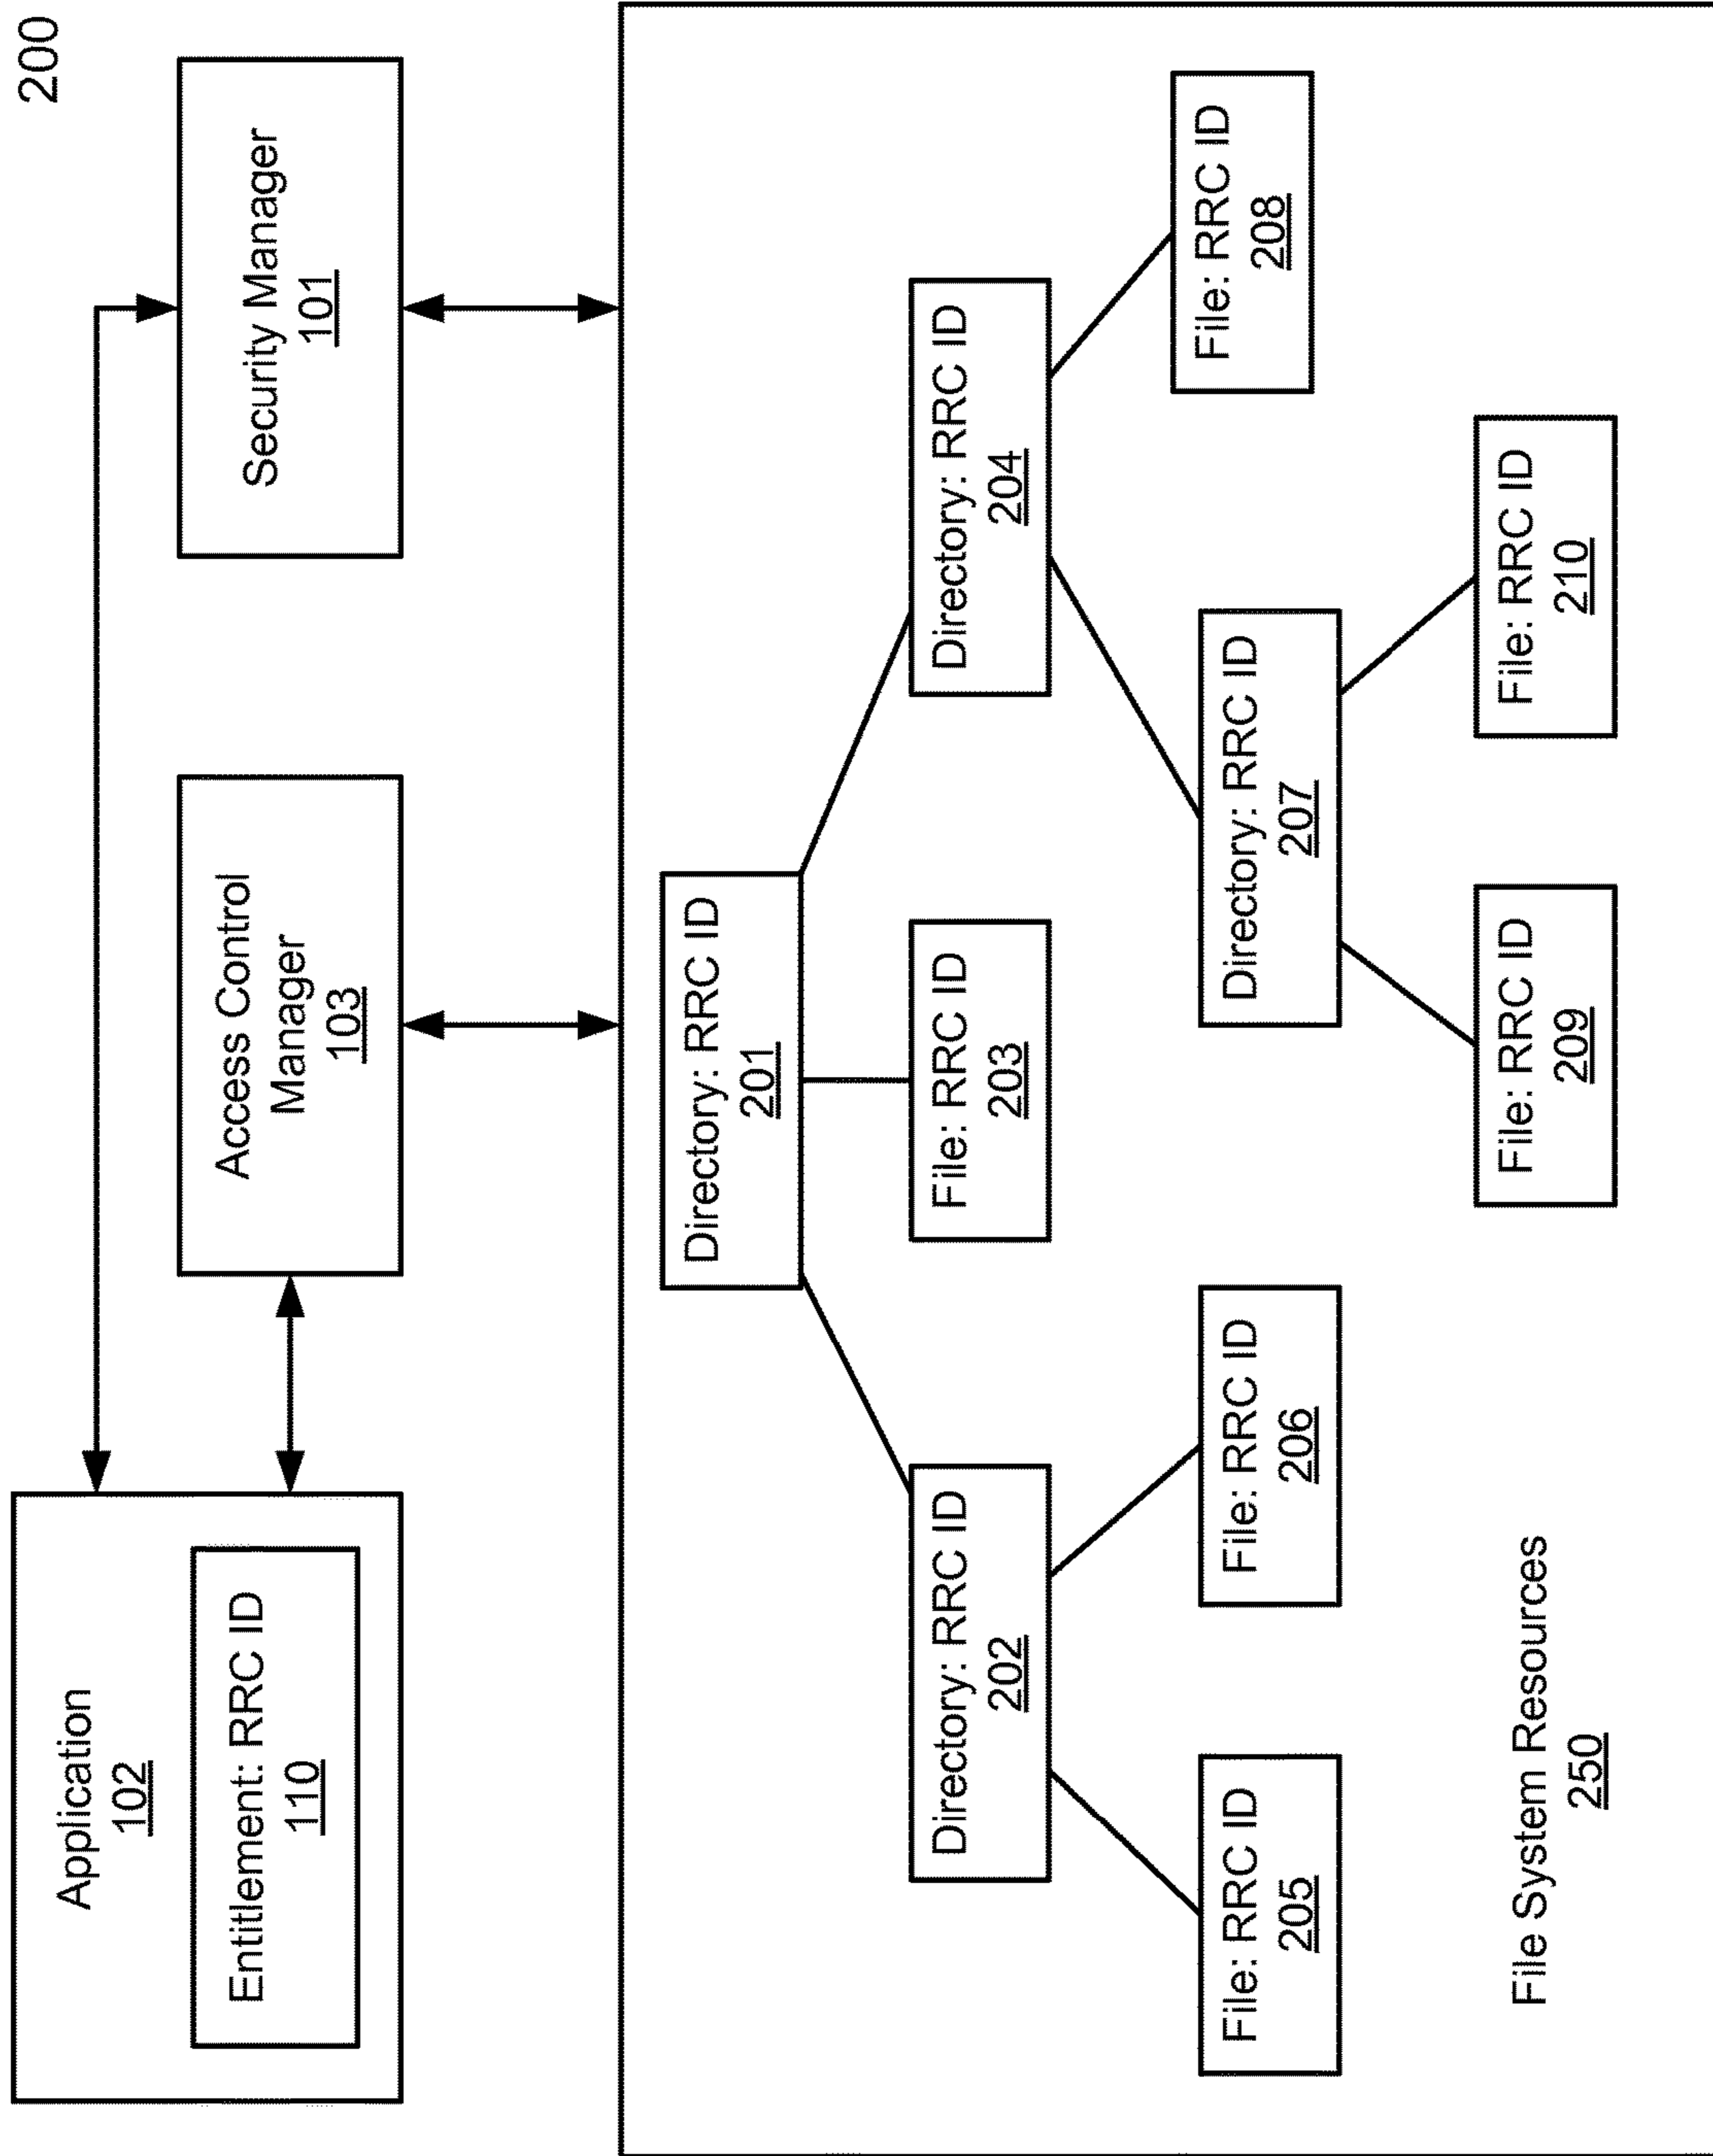 200
Application
102
Entitlement: RRC ID
110
Access Control
Manager
103
Security Manager
101
Directory: RRC ID
201
Directory: RRC ID
202
File: RRC ID
203
Directory: RRC ID
204
File: RRC ID
205
File: RRC ID
206
Directory: RRC ID
207
File: RRC ID
208
File: RRC ID
209
File: RRC ID
210
File System Resources
250